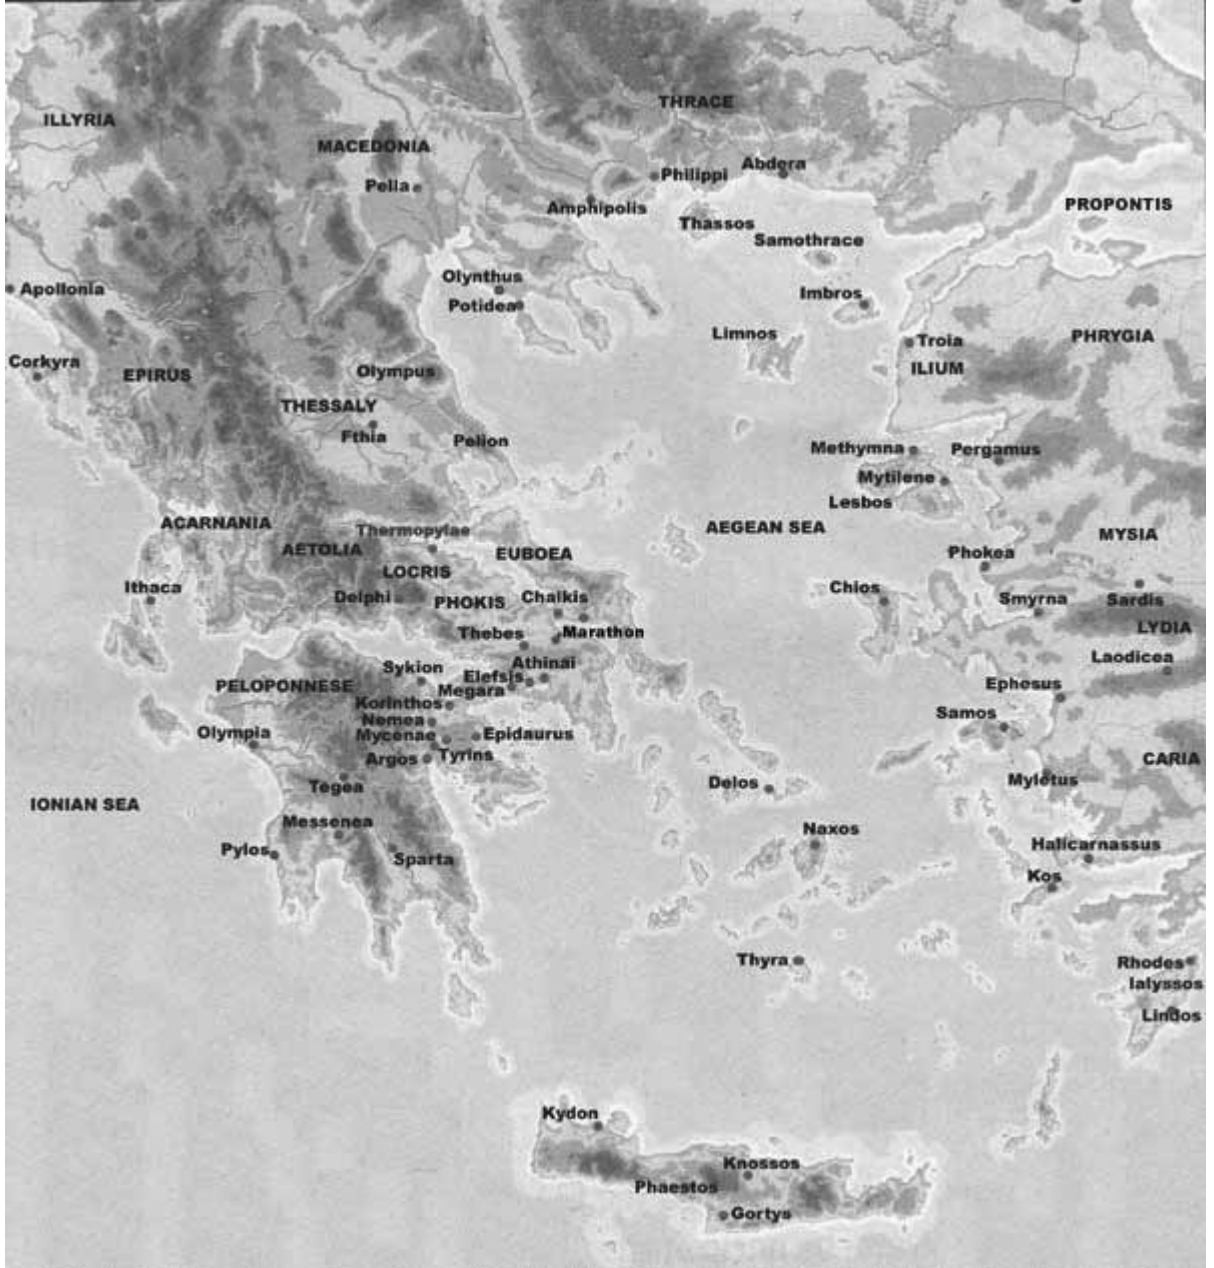 THRACE
ILLYRIA
MACEDONIA
Abdera
Philippi
Pella
Amphipolis
PROPONTIS
Thassos
Samothrace
Olynthus
Apollonia
Imbros
Potidea
Limnos
Troia
PHRYGIA
Corkyra
ILIUM
EPIRUS
Olympus
THESSALY
Fthia
Pelion
Methymna
Pergamus
Mytilene
Lesbos
ACARNANIA
AEGEAN SEA
Thermopylae
MYSIA
AETOLIA
EUBOEA
Phokea
LOCRIS
Ithaca
Chios
Delphi
PHOKIS
Chalkis
Smyrna
Sardis
LYDIA
Thebes
Marathon
Laodicea
Athinai
Sykion
Elefsis
PELOPONNESE
Megara
Ephesus
Korinthos
Samos
Nemea
Olympia
Mycenae
Epidaurus
Argos
Tyrins
CARIA
Myletus
Tegea
Delos
IONIAN SEA
Messenea
Naxos
Pylos
Sparta
Halicarnassus
Kos
Thyra
Rhodes
Ialyssos
Lindos
Kydon
Knossos
Phaestos
Gortys